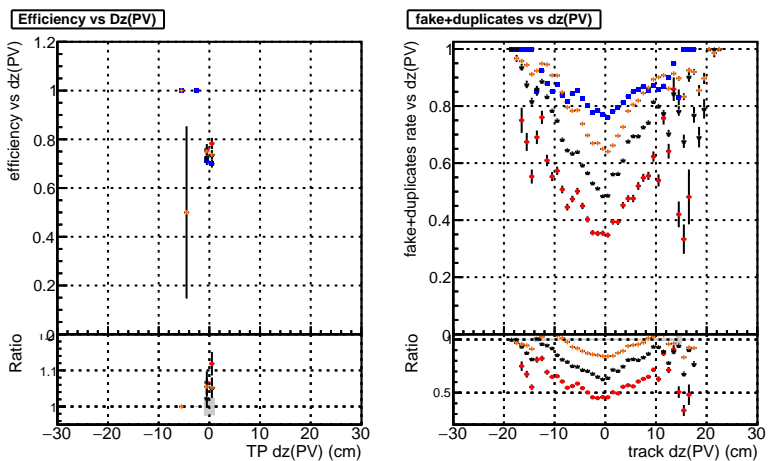 Efficiency vs Dz(PV)
efficiency vs dz(PV)
1.2
1
0.8
0.6
0.4
0.2
0
Ratio
1.1
1
−30 −20 −10 0 10 20 30
TP dz(PV) (cm)
fake+duplicates vs dz(PV)
fake+duplicates rate vs dz(PV)
1
0.8
0.6
0.4
0.2
0
Ratio
0.5
−30 −20 −10 0 10 20 30
track dz(PV) (cm)